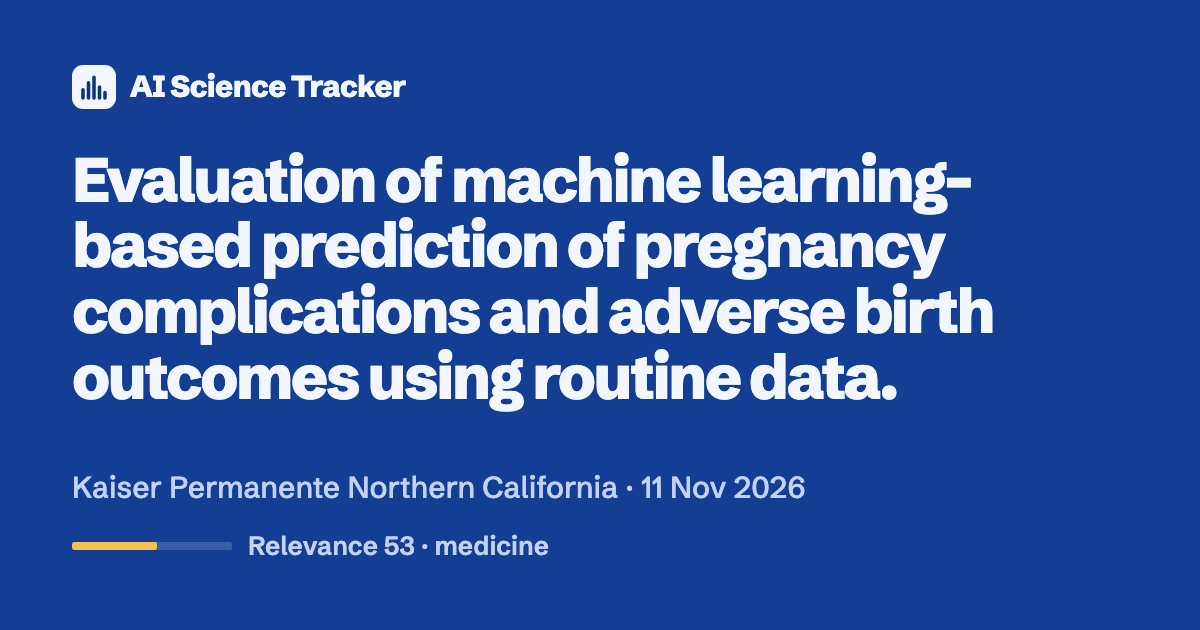 AI Science Tracker
Evaluation of machine learning-
based prediction of pregnancy
complications and adverse birth
outcomes using routine data.
Kaiser Permanente Northern California · 11 Nov 2026
Relevance 53 · medicine